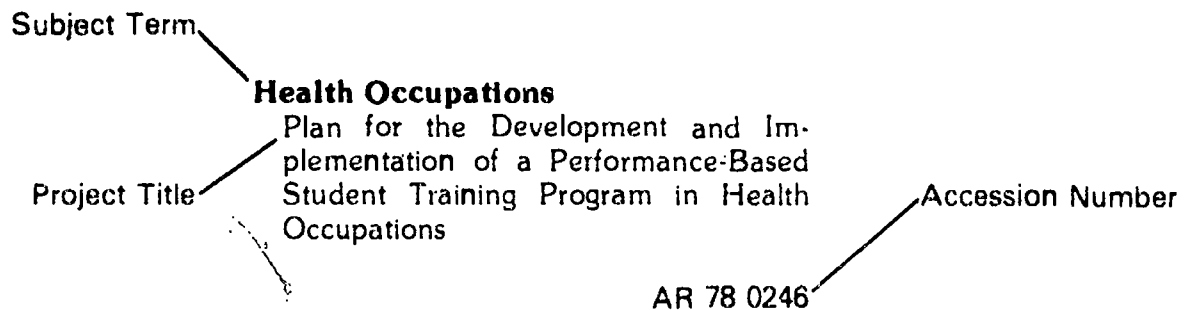 Subject Term
Health Occupations
Plan for the Development and Im-
plementation of a Performance-Based
Project Title
Student Training Program in Health
Accession Number
Occupations
AR 78 0246